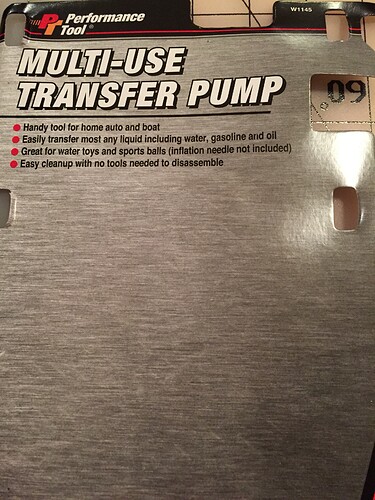 PT Performance
Tool®
W1145
MULTI-USE
TRANSFER PUMP
Handy tool for home auto and boat
Easily transfer most any liquid including water, gasoline and oil
Great for water toys and sports balls (inflation needle not included)
Easy cleanup with no tools needed to disassemble
60